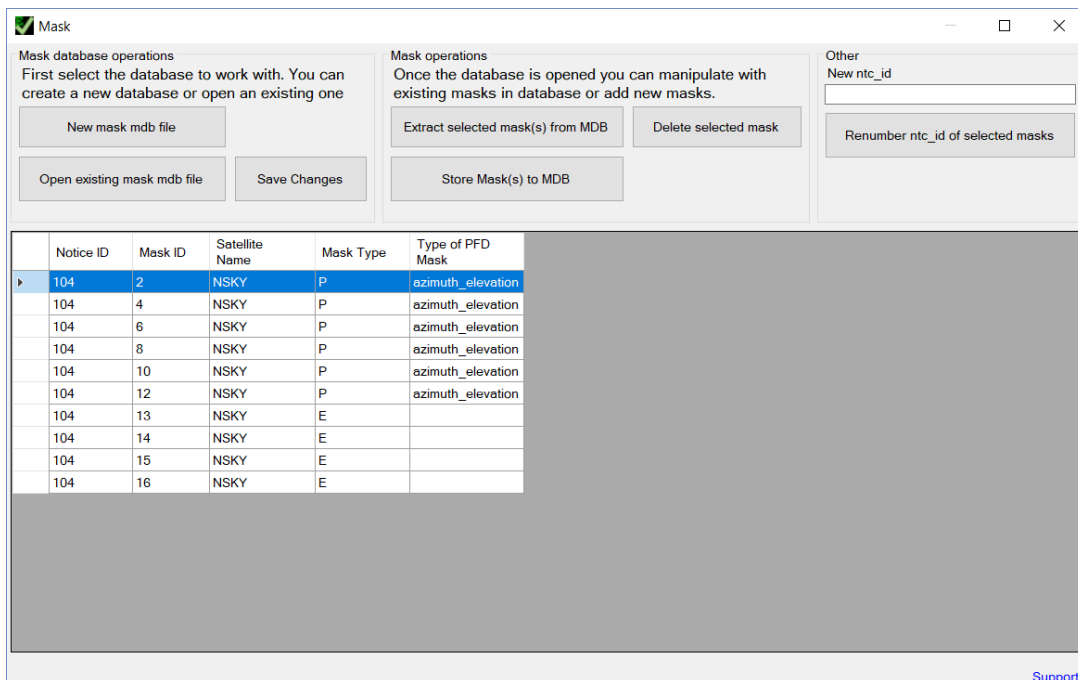 Mask
Mask database operations
First select the database to work with. You can
create a new database or open an existing one
New mask mdb file
Open existing mask mdb file
Save Changes
Mask operations
Once the database is opened you can manipulate with
existing masks in database or add new masks.
Extract selected mask(s) from MDB
Delete selected mask
Store Mask(s) to MDB
Other
New ntc_id
Renumber ntc_id of selected masks
Notice ID Mask ID Satellite Name Mask Type Type of PFD Mask
104 2 NSKY P azimuth_elevation
104 4 NSKY P azimuth_elevation
104 6 NSKY P azimuth_elevation
104 8 NSKY P azimuth_elevation
104 10 NSKY P azimuth_elevation
104 12 NSKY P azimuth_elevation
104 13 NSKY E
104 14 NSKY E
104 15 NSKY E
104 16 NSKY E
Support